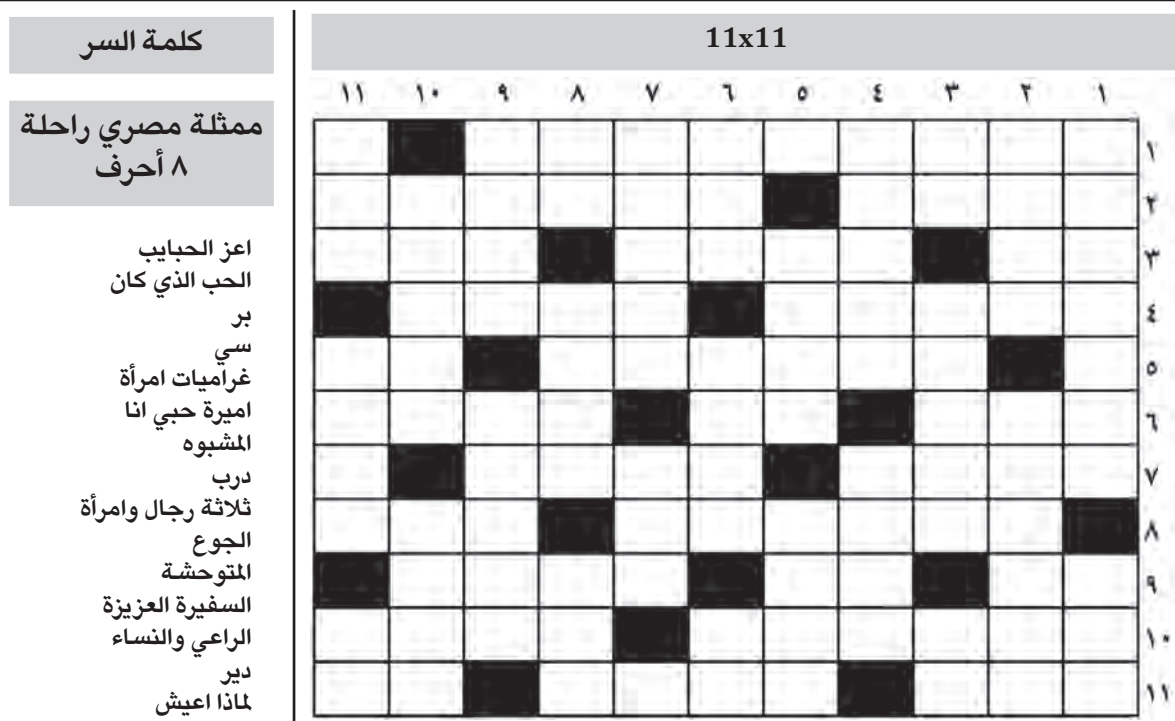 11x11
١ ٢ ٣ ٤ ٥ ٦ ٧ ٨ ٩ ١٠ ١١
١
٢
٣
٤
٥
٦
٧
٨
٩
١٠
١١
كلمة السر
ممثلة مصري راحلة
٨ أحرف
اعز الحبايب
الحب الذي كان
بر
سي
غراميات امرأة
اميرة حبي انا
المشبوه
درب
ثلاثة رجال وامرأة
الجوع
المتوحشة
السفيرة العزيزة
الراعي والنساء
دير
لماذا اعيش